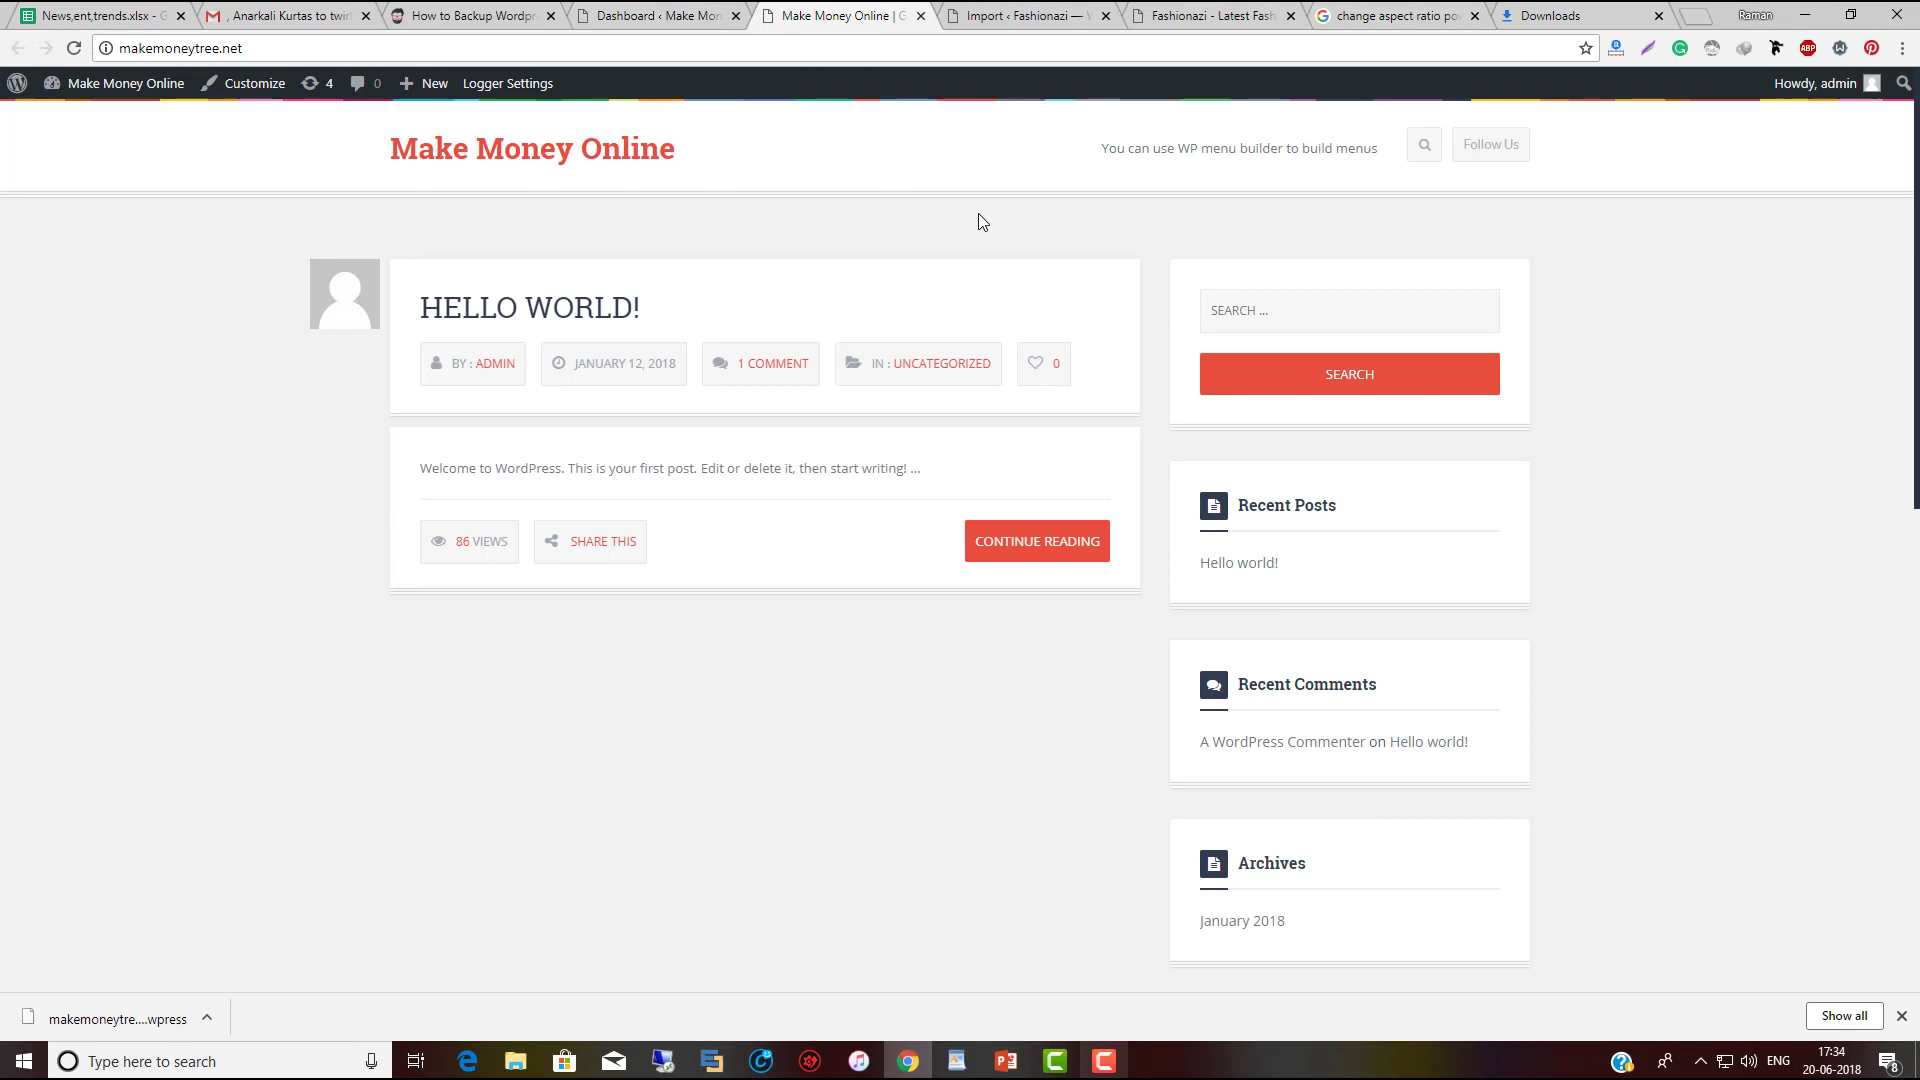 News,ent,trends.xlsx - G
, Anarkali Kurtas to twir
How to Backup Wordpr
Dashboard ‹ Make Mon
Make Money Online | G
Import ‹ Fashionazi — W
Fashionazi - Latest Fash
change aspect ratio po
Downloads
Raman
makemoneytree.net
ABP
Make Money Online
Customize
4
0
New
Logger Settings
Howdy, admin
Make Money Online
You can use WP menu builder to build menus
Follow Us
HELLO WORLD!
BY : ADMIN
JANUARY 12, 2018
1 COMMENT
IN : UNCATEGORIZED
0
Welcome to WordPress. This is your first post. Edit or delete it, then start writing! ...
86 VIEWS
SHARE THIS
CONTINUE READING
SEARCH ...
SEARCH
Recent Posts
Hello world!
Recent Comments
A WordPress Commenter on Hello world!
Archives
January 2018
makemoneytre....wpress
Show all
Type here to search
ENG
17:34
20-06-2018
8